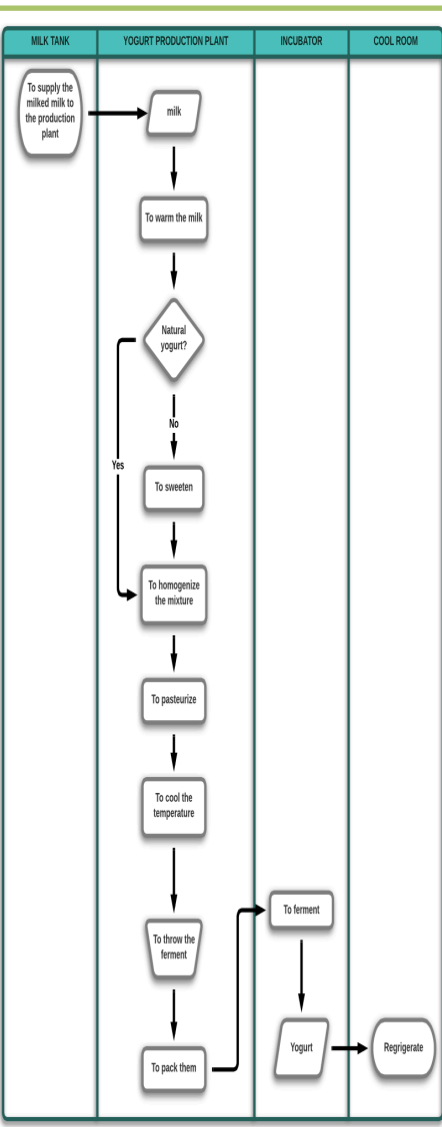 MILK TANK
YOGURT PRODUCTION PLANT
INCUBATOR
COOL ROOM
To supply the
milked milk to
the production
plant
milk
To warm the milk
Natural
yogurt?
No
Yes
To sweeten
To homogenize
the mixture
To pasteurize
To cool the
temperature
To throw the
ferment
To pack them
To ferment
Yogurt
Regrigerate